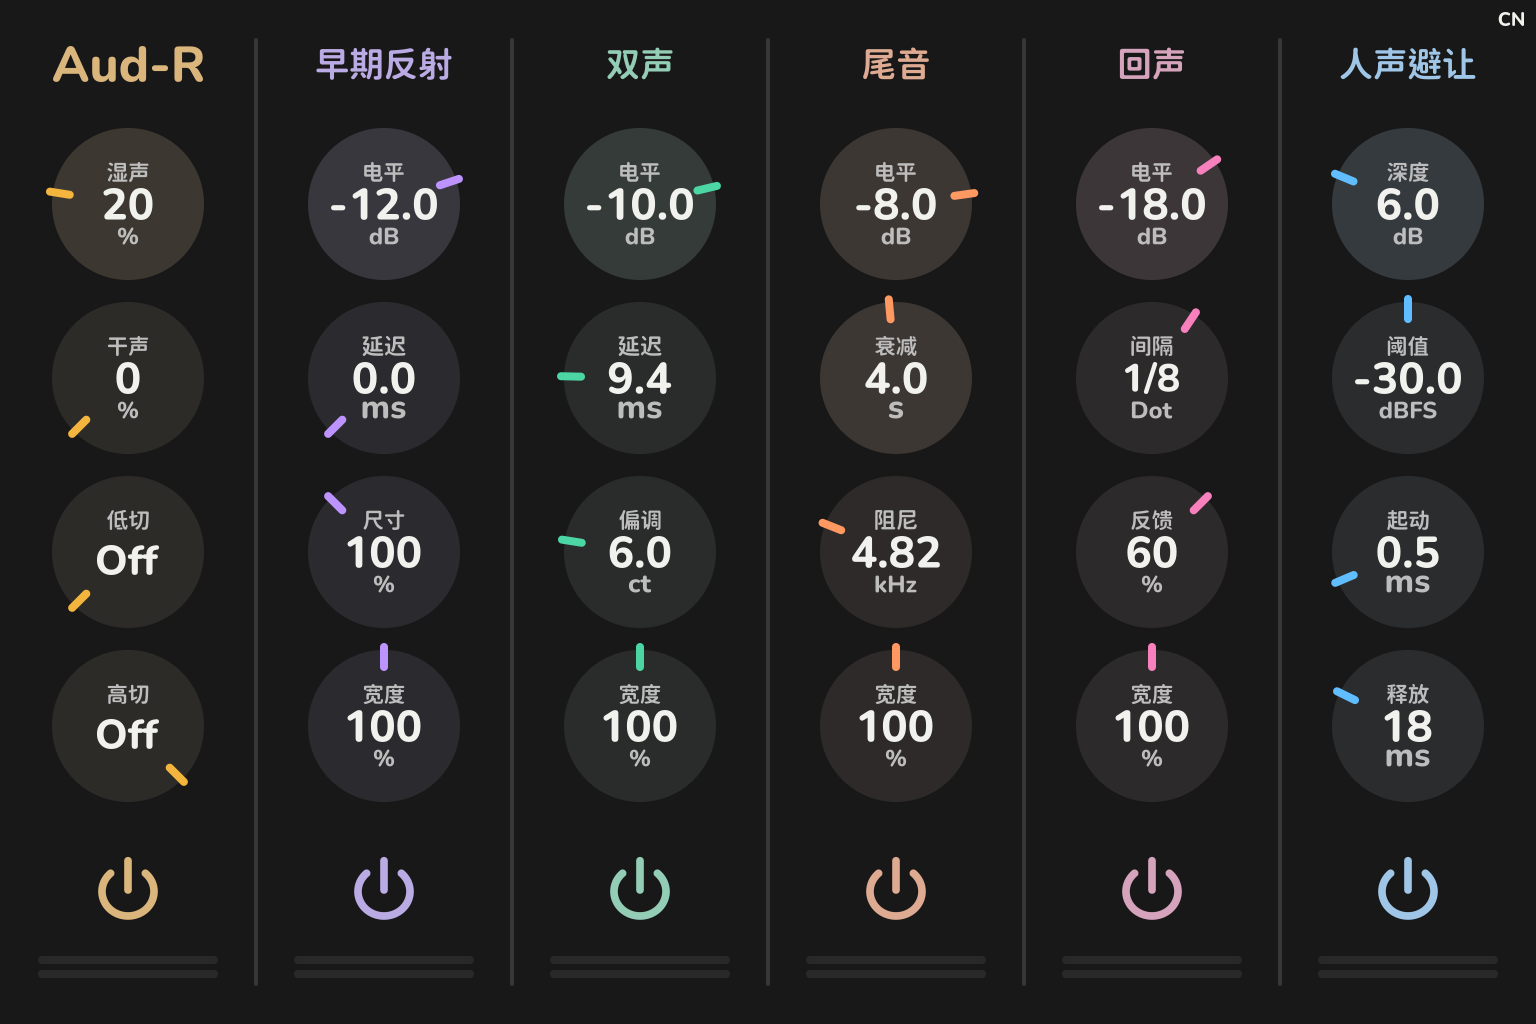 CN
Aud-R
湿声
20
%
干声
0
%
低切
Off
高切
Off
早期反射
电平
-12.0
dB
延迟
0.0
ms
尺寸
100
%
宽度
100
%
双声
电平
-10.0
dB
延迟
9.4
ms
偏调
6.0
ct
宽度
100
%
尾音
电平
-8.0
dB
衰减
4.0
s
阻尼
4.82
kHz
宽度
100
%
回声
电平
-18.0
dB
间隔
1/8
Dot
反馈
60
%
宽度
100
%
人声避让
深度
6.0
dB
阈值
-30.0
dBFS
起动
0.5
ms
释放
18
ms